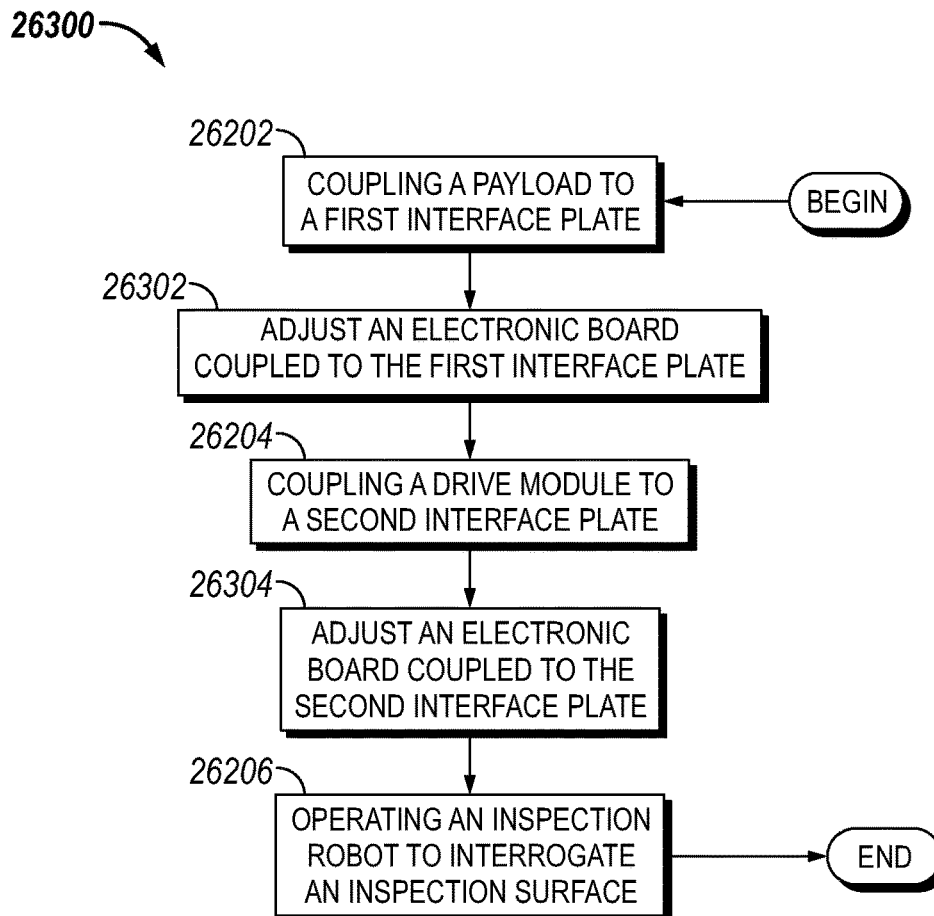 26300
26202
COUPLING A PAYLOAD TO
A FIRST INTERFACE PLATE
BEGIN
26302
ADJUST AN ELECTRONIC BOARD
COUPLED TO THE FIRST INTERFACE PLATE
26204
COUPLING A DRIVE MODULE TO
A SECOND INTERFACE PLATE
26304
ADJUST AN ELECTRONIC
BOARD COUPLED TO THE
SECOND INTERFACE PLATE
26206
OPERATING AN INSPECTION
ROBOT TO INTERROGATE
AN INSPECTION SURFACE
END